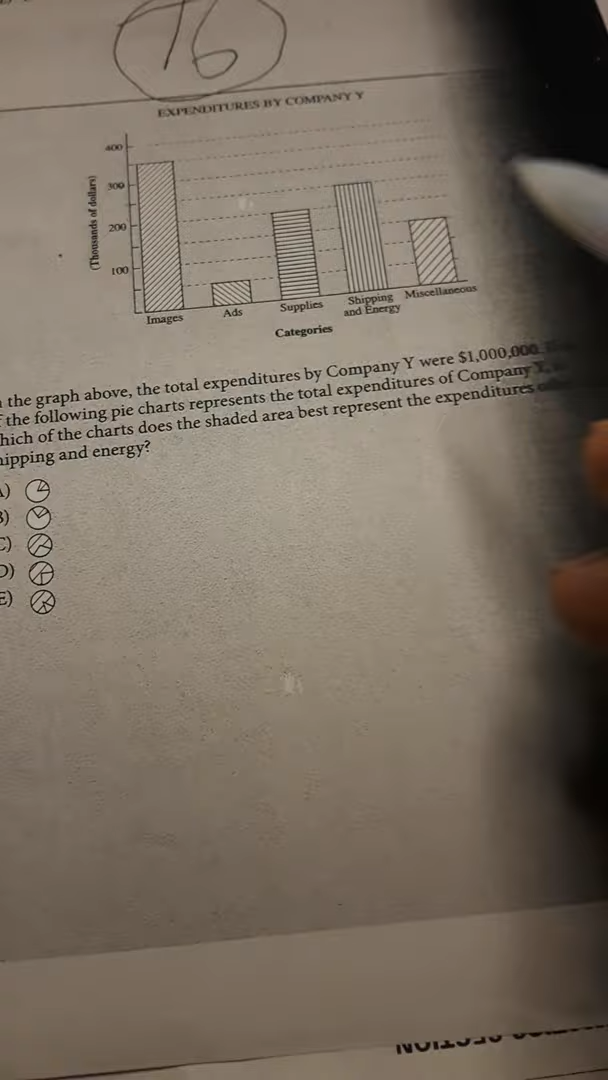 76
EXPENDITURES BY COMPANY Y
(Thousands of dollars)
400
300
200
100
Images
Ads
Supplies
Shipping
and Energy
Miscellaneous
Categories
the graph above, the total expenditures by Company Y were $1,000,000.
the following pie charts represents the total expenditures of Company
hich of the charts does the shaded area best represent the expenditures
ipping and energy?
A)
B)
C)
D)
E)
SECTION